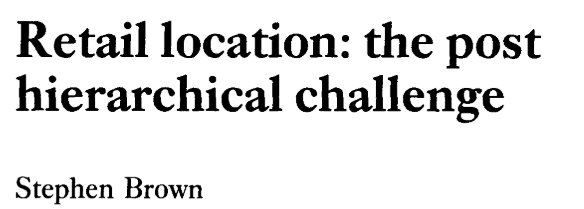 Retail location: the post
hierarchical challenge
Stephen Brown